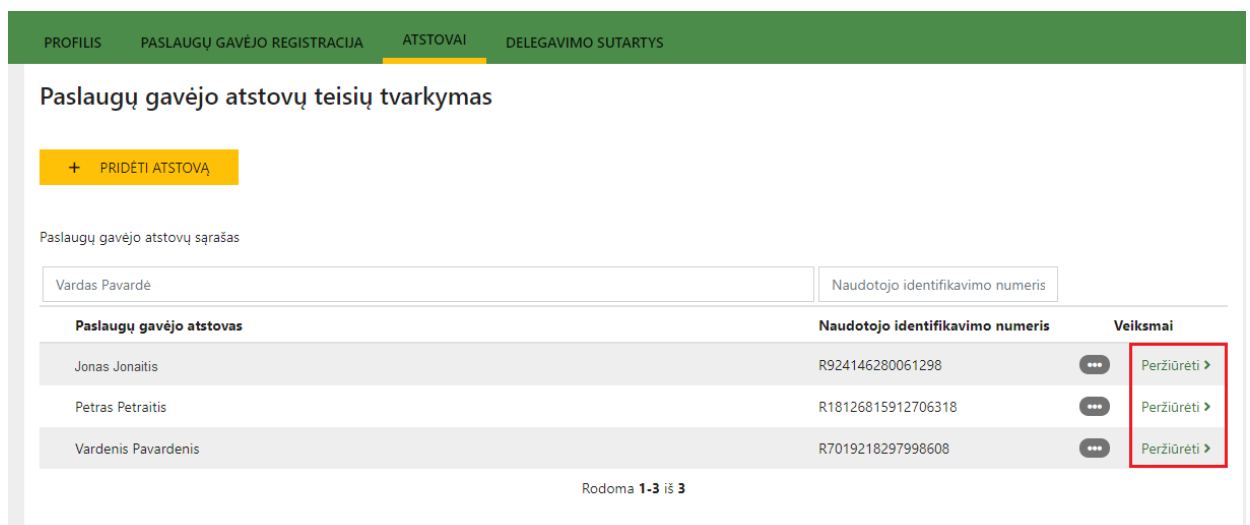 PROFILIS PASLAUGŲ GAVĖJO REGISTRACIJA ATSTOVAI DELEGAVIMO SUTARTYS
Paslaugų gavėjo atstovų teisių tvarkymas
+ PRIDĖTI ATSTOVĄ
Paslaugų gavėjo atstovų sąrašas
Vardas Pavardė Naudotojo identifikavimo numeris
Paslaugų gavėjo atstovas Naudotojo identifikavimo numeris Veiksmai
Jonas Jonaitis R924146280061298 Peržiūrėti
Petras Petraitis R18126815912706318 Peržiūrėti
Vardenis Pavardenis R7019218297998608 Peržiūrėti
Rodoma 1-3 iš 3